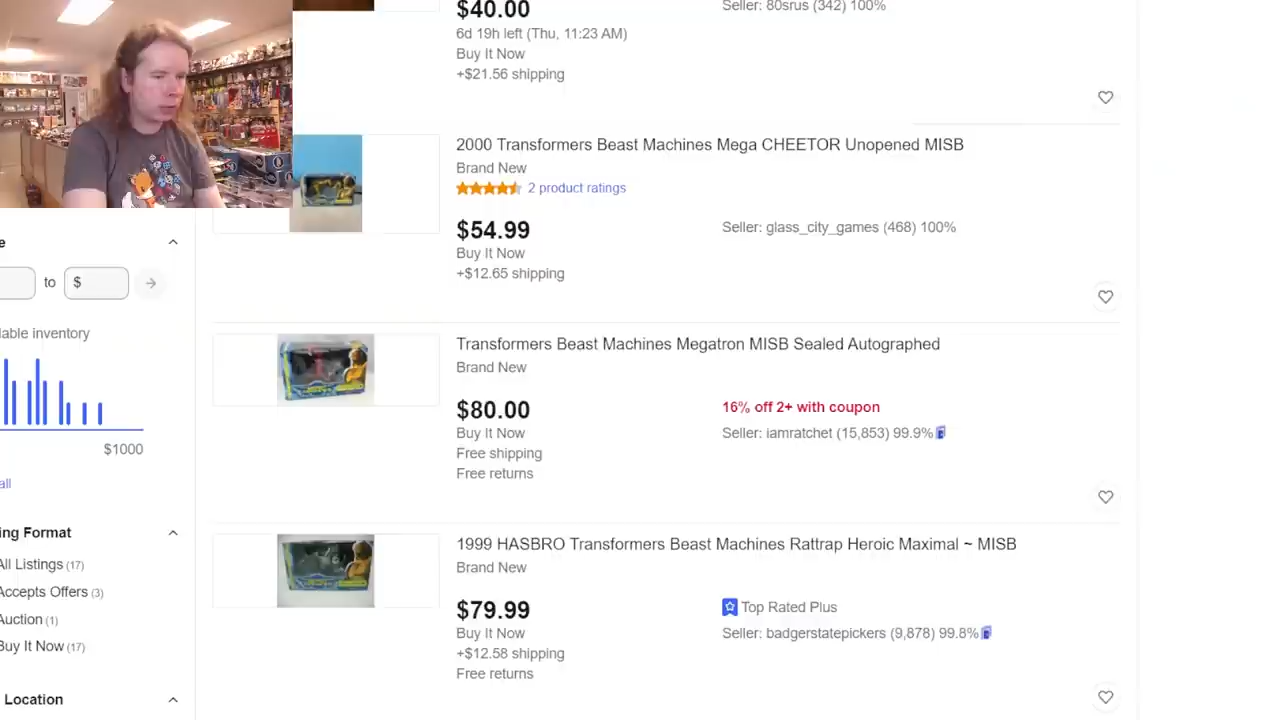 $40.00
Seller: 80srus (342) 100%
6d 19h left (Thu, 11:23 AM)
Buy It Now
+$21.56 shipping
2000 Transformers Beast Machines Mega CHEETOR Unopened MISB
Brand New
2 product ratings
$54.99
Seller: glass_city_games (468) 100%
Buy It Now
+$12.65 shipping
e
to $
lable inventory
$1000
all
Transformers Beast Machines Megatron MISB Sealed Autographed
Brand New
$80.00
16% off 2+ with coupon
Buy It Now
Seller: iamratchet (15,853) 99.9%
Free shipping
Free returns
ing Format
All Listings (17)
Accepts Offers (3)
Auction (1)
Buy It Now (17)
Location
1999 HASBRO Transformers Beast Machines Rattrap Heroic Maximal ~ MISB
Brand New
$79.99
Top Rated Plus
Buy It Now
Seller: badgerstatepickers (9,878) 99.8%
+$12.58 shipping
Free returns